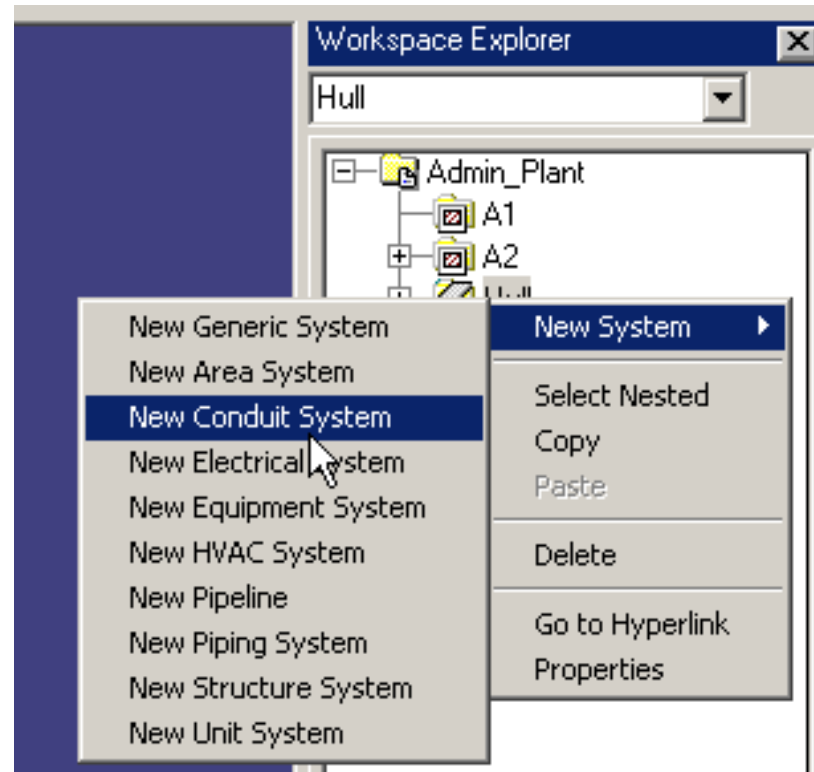 Workspace Explorer
Hull
Admin_Plant
A1
A2
Hull
New Generic System
New Area System
New Conduit System
New Electrical System
New Equipment System
New HVAC System
New Pipeline
New Piping System
New Structure System
New Unit System
New System
Select Nested
Copy
Paste
Delete
Go to Hyperlink
Properties